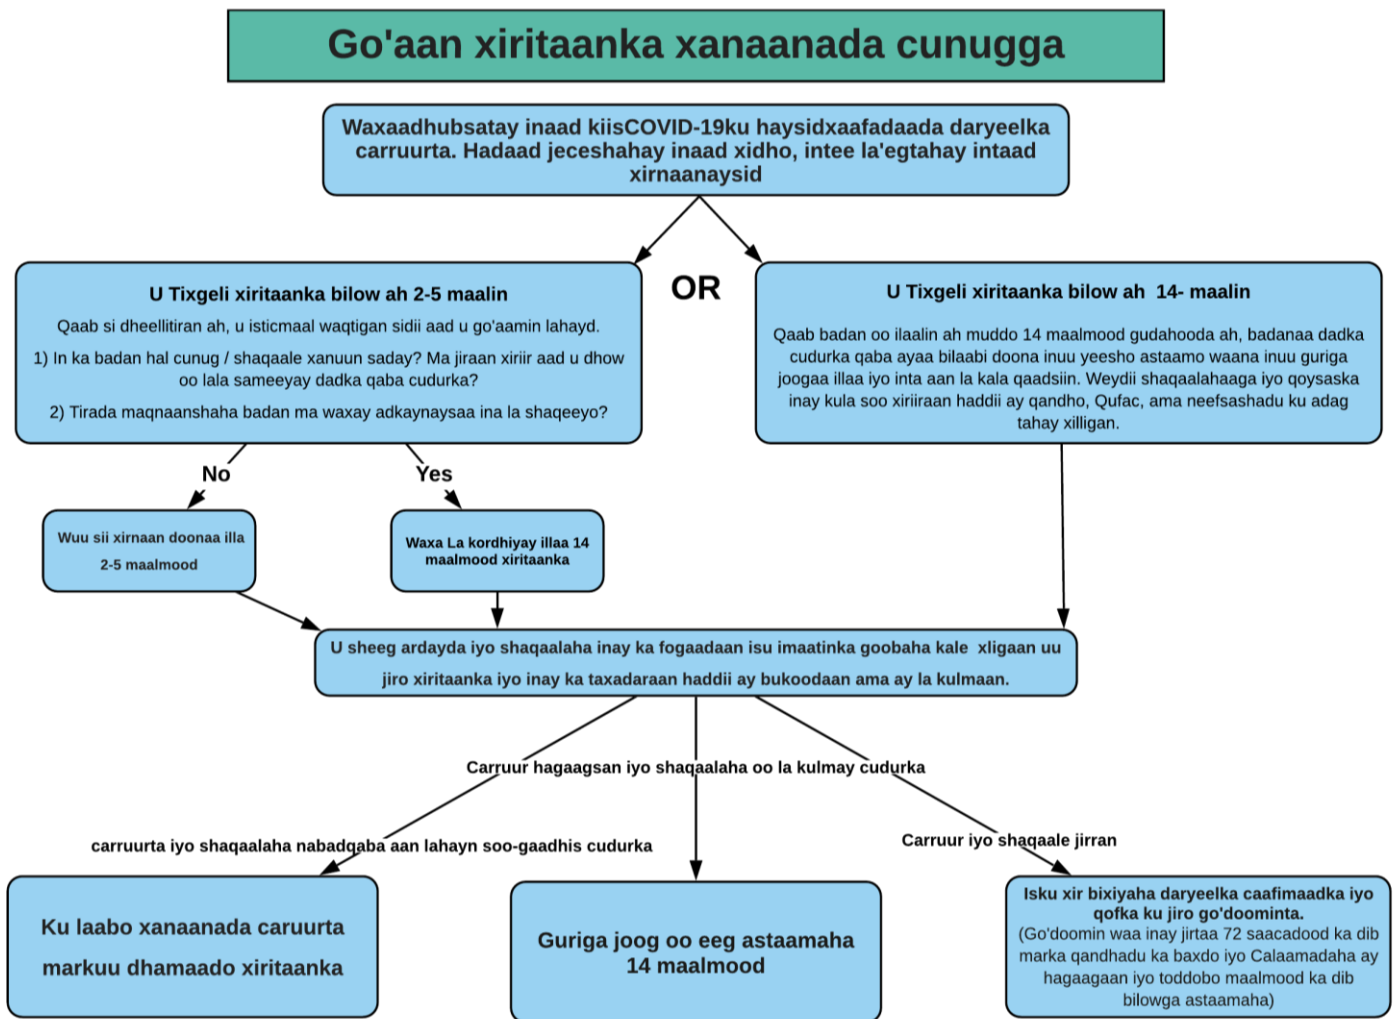 Go'aan xiritaanka xanaanada cunugga
Waxaadhubsatay inaad kiisCOVID-19ku haysidxaafadaada daryeelka
carruurta. Hadaad jeceshahay inaad xidho, intee la'egtahay intaad
xirnaanaysid
OR
U Tixgeli xiritaanka bilow ah 2-5 maalin
Qaab si dheellitiran ah, u isticmaal waqtigan sidii aad u go'aamin lahayd.
1) In ka badan hal cunug / shaqaale xanuun saday? Ma jiraan xiriir aad u dhow
oo lala sameeyay dadka qaba cudurka?
2) Tirada maqnaanshaha badan ma waxay adkaynaysaa ina la shaqeeyo?
U Tixgeli xiritaanka bilow ah 14- maalin
Qaab badan oo ilaalin ah muddo 14 maalmood gudahooda ah, badanaa dadka
cudurka qaba ayaa bilaabi doona inuu yeesho astaamo waana inuu guriga
joogaa illaa iyo inta aan la kala qaadsiin. Weydii shaqaalahaaga iyo qoysaska
inay kula soo xiriiraan haddii ay qandho, Qufac, ama neefsashadu ku adag
tahay xilligan.
No
Yes
Wuu sii xirnaan doonaa illa
2-5 maalmood
Waxa La kordhiyay illaa 14
maalmood xiritaanka
U sheeg ardayda iyo shaqaalaha inay ka fogaadaan isu imaatinka goobaha kale xligaan uu
jiro xiritaanka iyo inay ka taxadaraan haddii ay bukoodaan ama ay la kulmaan.
Carruur hagaagsan iyo shaqaalaha oo la kulmay cudurka
carruurta iyo shaqaalaha nabadqaba aan lahayn soo-gaadhis cudurka
Carruur iyo shaqaale jirran
Ku laabo xanaanada caruurta
markuu dhamaado xiritaanka
Guriga joog oo eeg astaamaha
14 maalmood
Isku xir bixiyaha daryeelka caafimaadka iyo
qofka ku jiro go'doominta.
(Go'doomin waa inay jirtaa 72 saacadood ka dib
marka qandhadu ka baxdo iyo Calaamadaha ay
hagaagaan iyo toddobo maalmood ka dib
bilowga astaamaha)